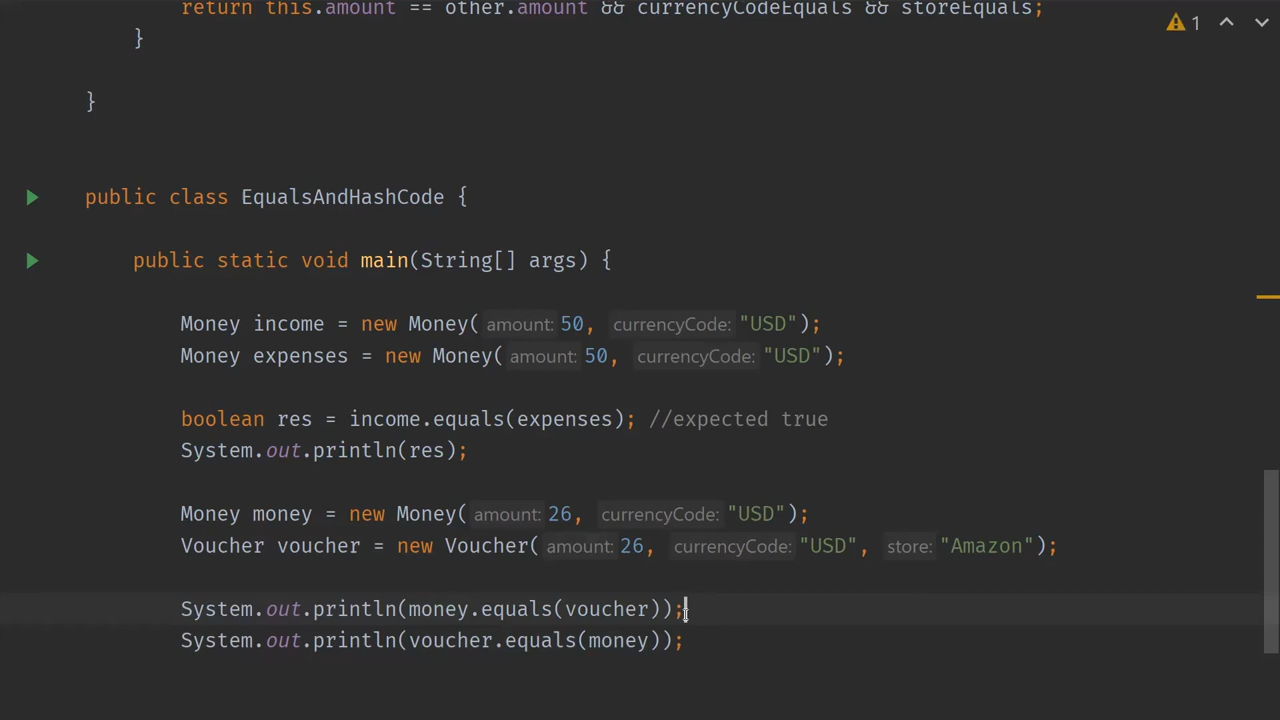 return this.amount == other.amount && currencyCodeEquals && storeEquals;
}
1
}
public class EqualsAndHashCode {
public static void main(String[] args) {
Money income = new Money( amount: 50, currencyCode: "USD");
Money expenses = new Money( amount: 50, currencyCode: "USD");
boolean res = income.equals(expenses); //expected true
System.out.println(res);
Money money = new Money( amount: 26, currencyCode: "USD");
Voucher voucher = new Voucher( amount: 26, currencyCode: "USD", store: "Amazon");
System.out.println(money.equals(voucher));
System.out.println(voucher.equals(money));